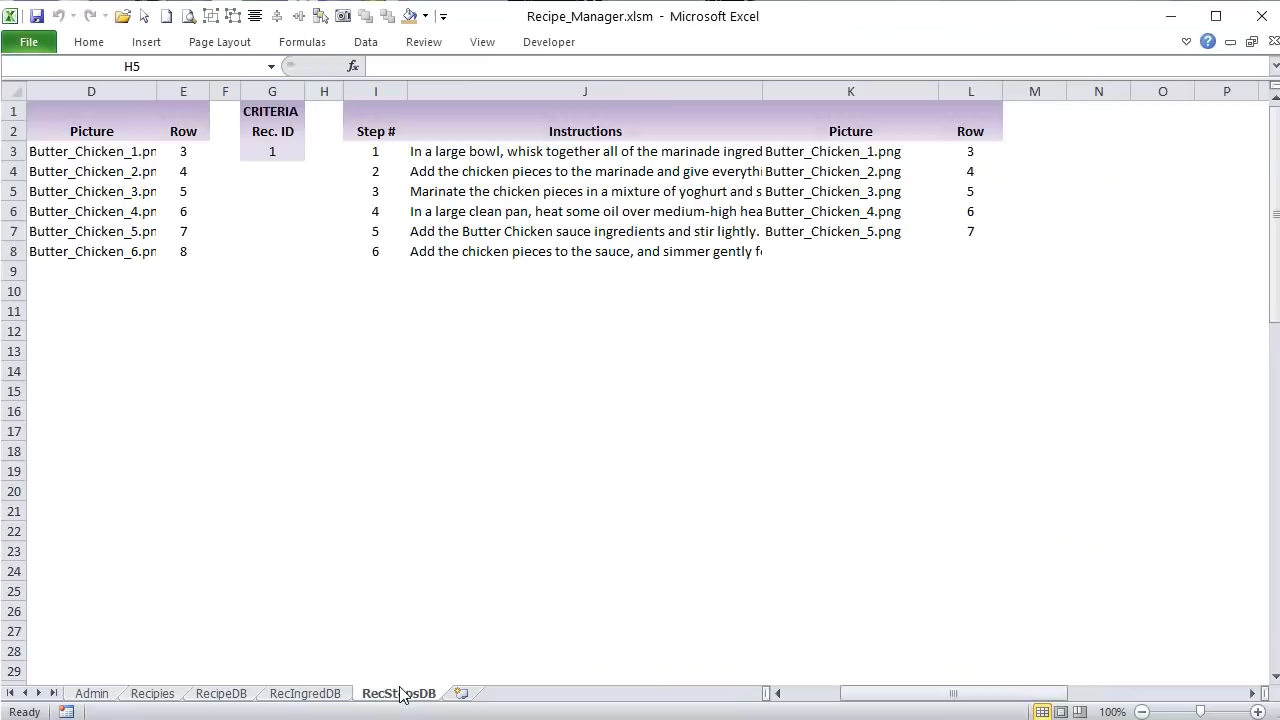 Recipe_Manager.xlsm - Microsoft Excel
File Home Insert Page Layout Formulas Data Review View Developer
H5 fx
D E F G H I J K L M N O P
1 CRITERIA
2 Picture Row Rec. ID Step # Instructions Picture Row
3 Butter_Chicken_1.pn 3 1 1 In a large bowl, whisk together all of the marinade ingred Butter_Chicken_1.png 3
4 Butter_Chicken_2.pn 4 2 Add the chicken pieces to the marinade and give everythi Butter_Chicken_2.png 4
5 Butter_Chicken_3.pn 5 3 Marinate the chicken pieces in a mixture of yoghurt and s Butter_Chicken_3.png 5
6 Butter_Chicken_4.pn 6 4 In a large clean pan, heat some oil over medium-high hea Butter_Chicken_4.png 6
7 Butter_Chicken_5.pn 7 5 Add the Butter Chicken sauce ingredients and stir lightly. Butter_Chicken_5.png 7
8 Butter_Chicken_6.pn 8 6 Add the chicken pieces to the sauce, and simmer gently fo
9
10
11
12
13
14
15
16
17
18
19
20
21
22
23
24
25
26
27
28
29
Admin Recipies RecipeDB RecIngredDB RecStepsDB
Ready 100%